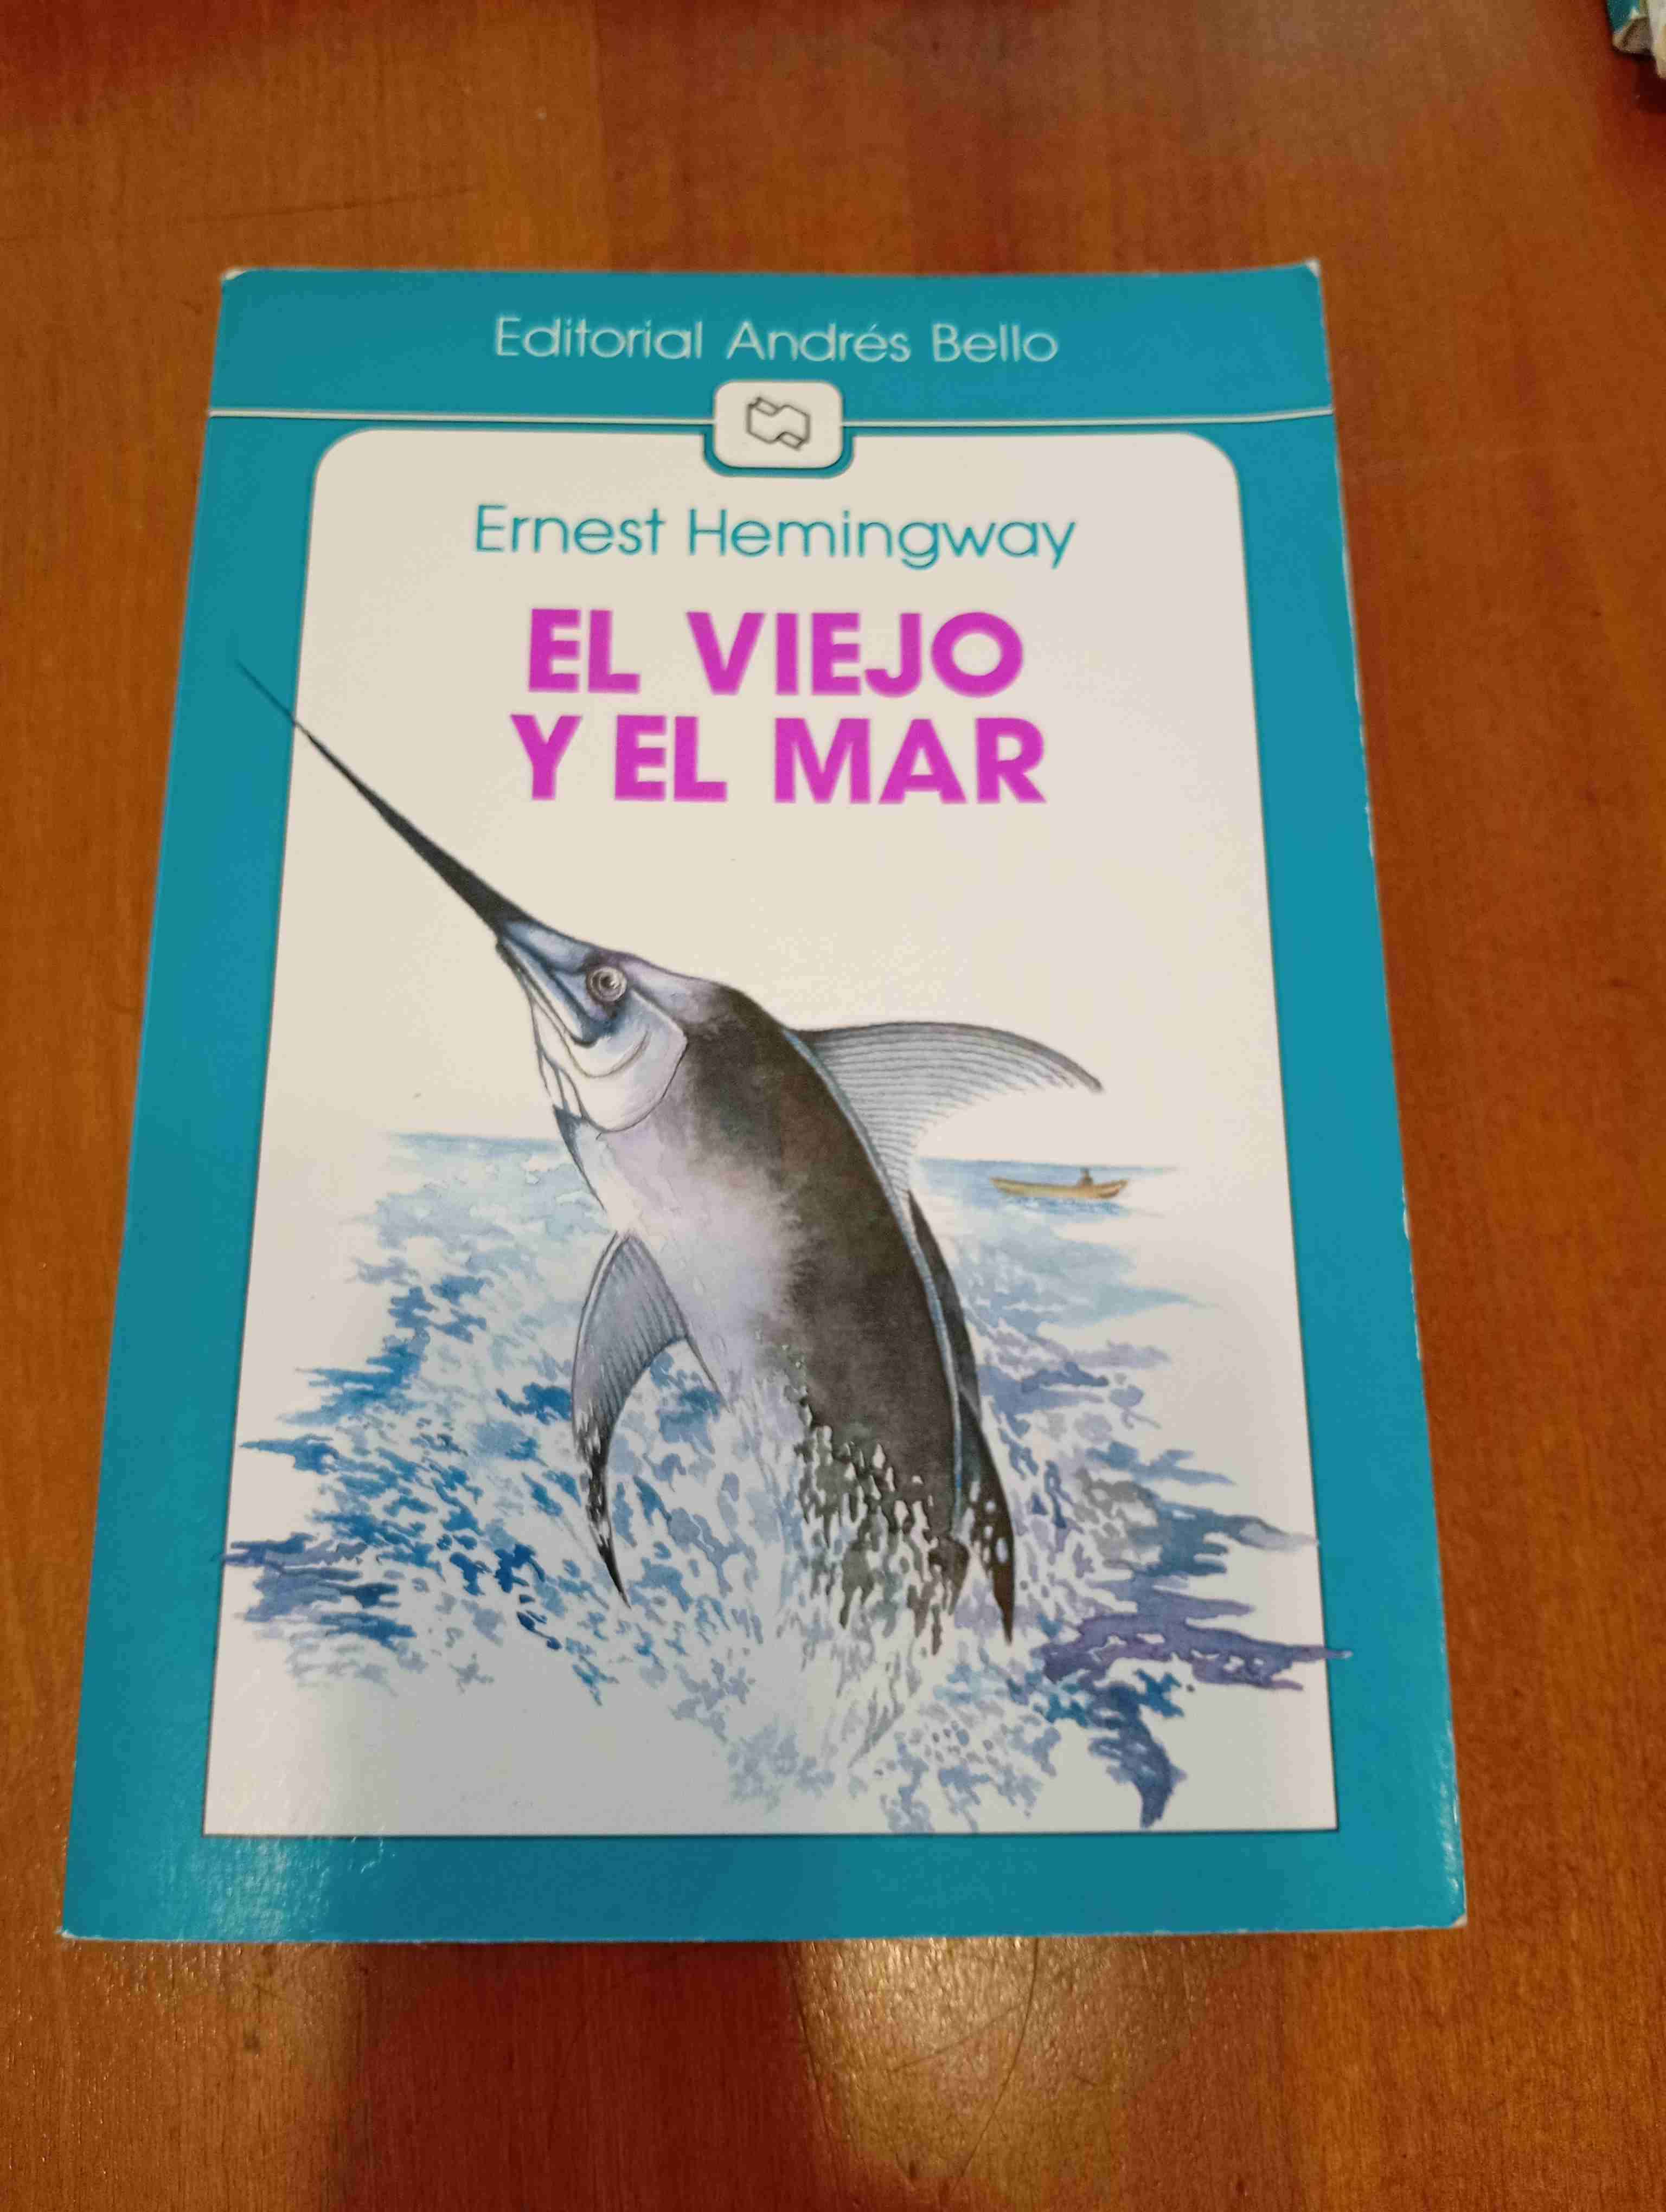 Editorial Andrés Bello
Ernest Hemingway
EL VIEJO
Y EL MAR